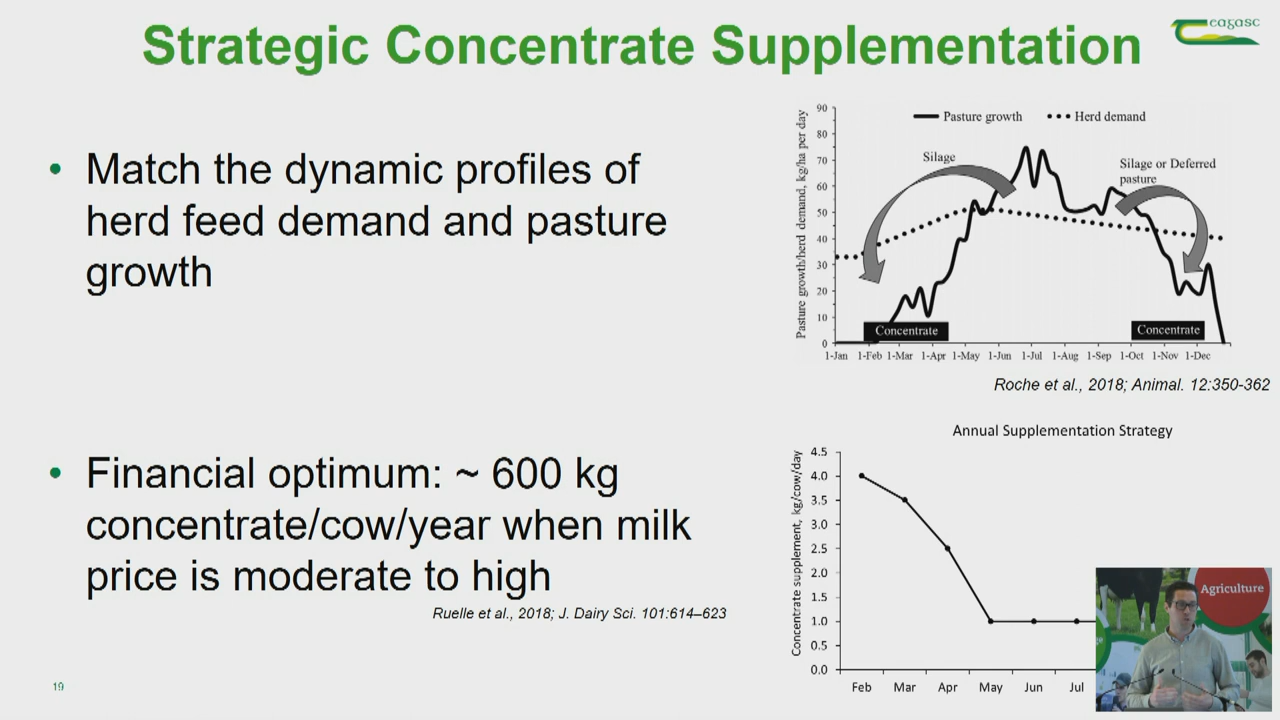 Strategic Concentrate Supplementation
eagasc
• Match the dynamic profiles of
herd feed demand and pasture
growth
Pasture growth/herd demand, kg/ha per day
90
80
70
60
50
40
30
20
10
0
Pasture growth
Herd demand
Silage
Silage or Deferred
pasture
Concentrate
Concentrate
1-Jan 1-Feb 1-Mar 1-Apr 1-May 1-Jun 1-Jul 1-Aug 1-Sep 1-Oct 1-Nov 1-Dec
Roche et al., 2018; Animal. 12:350-362
• Financial optimum: ~ 600 kg
concentrate/cow/year when milk
price is moderate to high
Ruelle et al., 2018; J. Dairy Sci. 101:614–623
Annual Supplementation Strategy
Concentrate supplement, kg/cow/day
4.5
4.0
3.5
3.0
2.5
2.0
1.5
1.0
0.5
0.0
Feb Mar Apr May Jun Jul
Agriculture
19